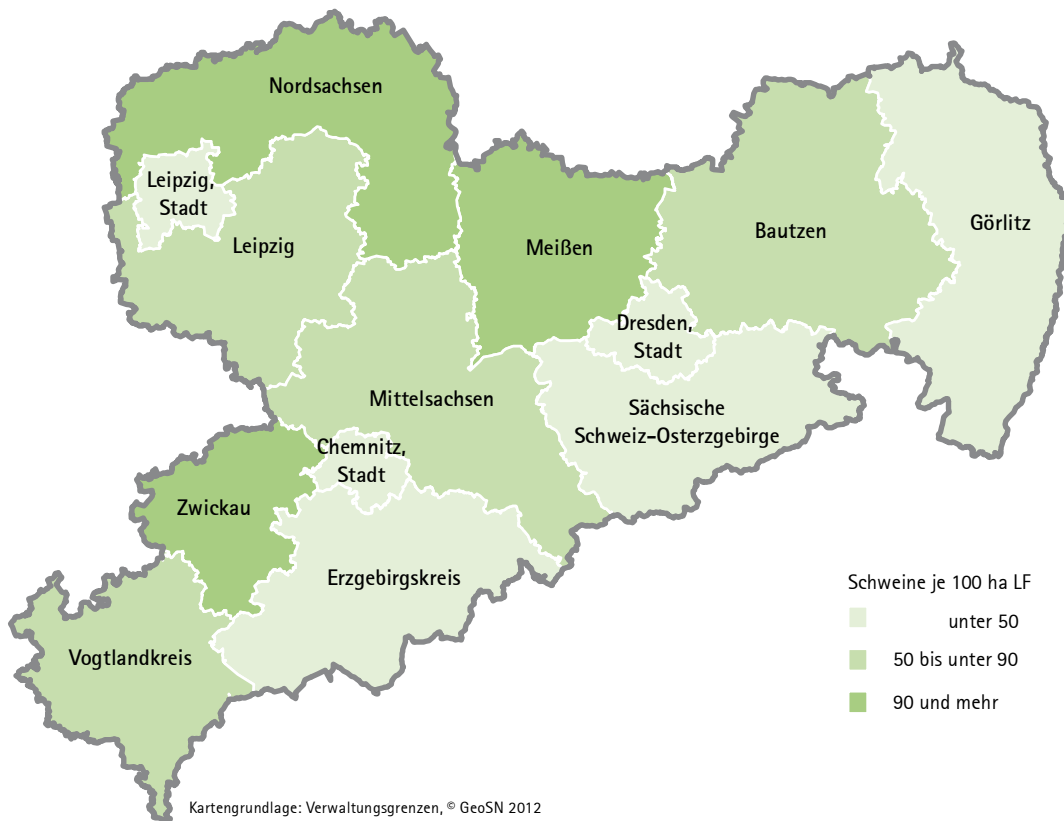 Nordsachsen
Leipzig,
Stadt
Leipzig
Meißen
Bautzen
Görlitz
Dresden,
Stadt
Mittelsachsen
Sächsische
Schweiz-Osterzgebirge
Chemnitz,
Stadt
Zwickau
Erzgebirgskreis
Vogtlandkreis
Schweine je 100 ha LF
unter 50
50 bis unter 90
90 und mehr
Kartengrundlage: Verwaltungsgrenzen, © GeoSN 2012